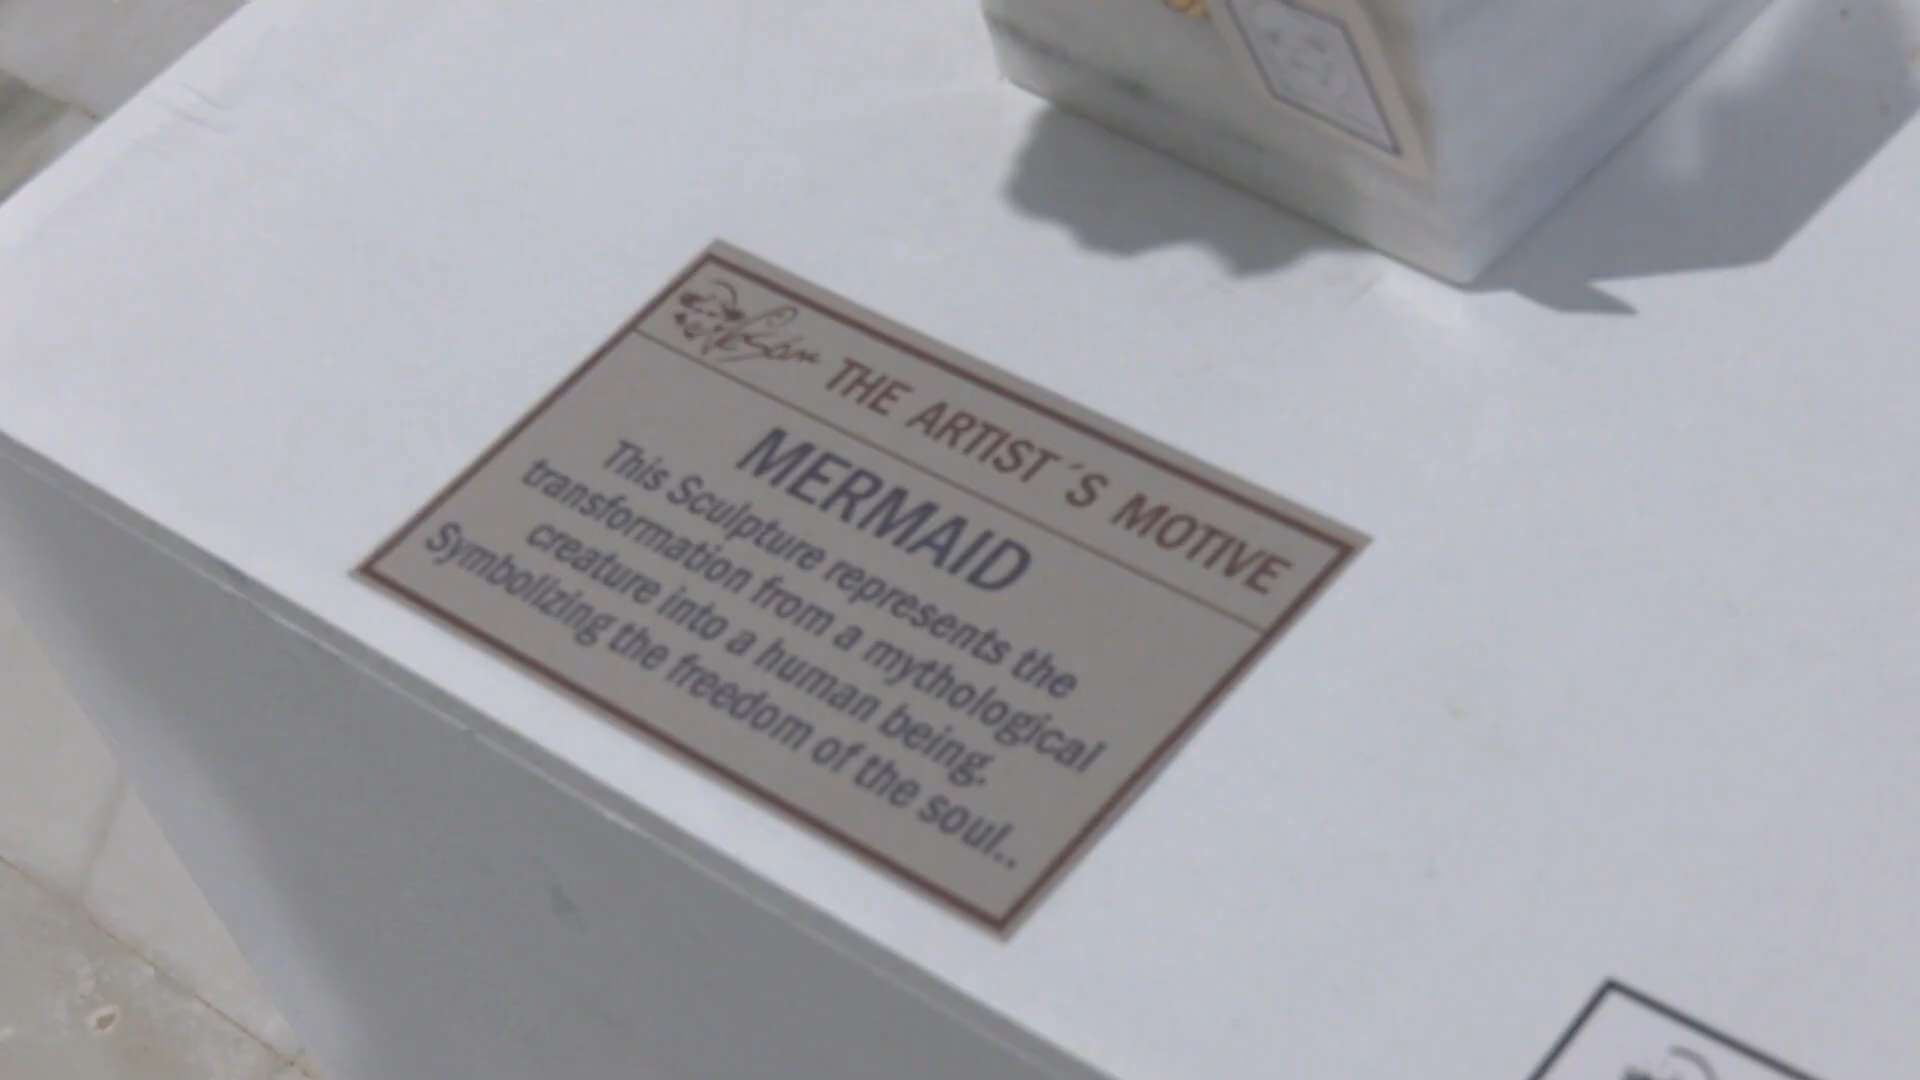 THE ARTIST´S MOTIVE
MERMAID
This Sculpture represents the
transformation from a mythological
creature into a human being.
Symbolizing the freedom of the soul..